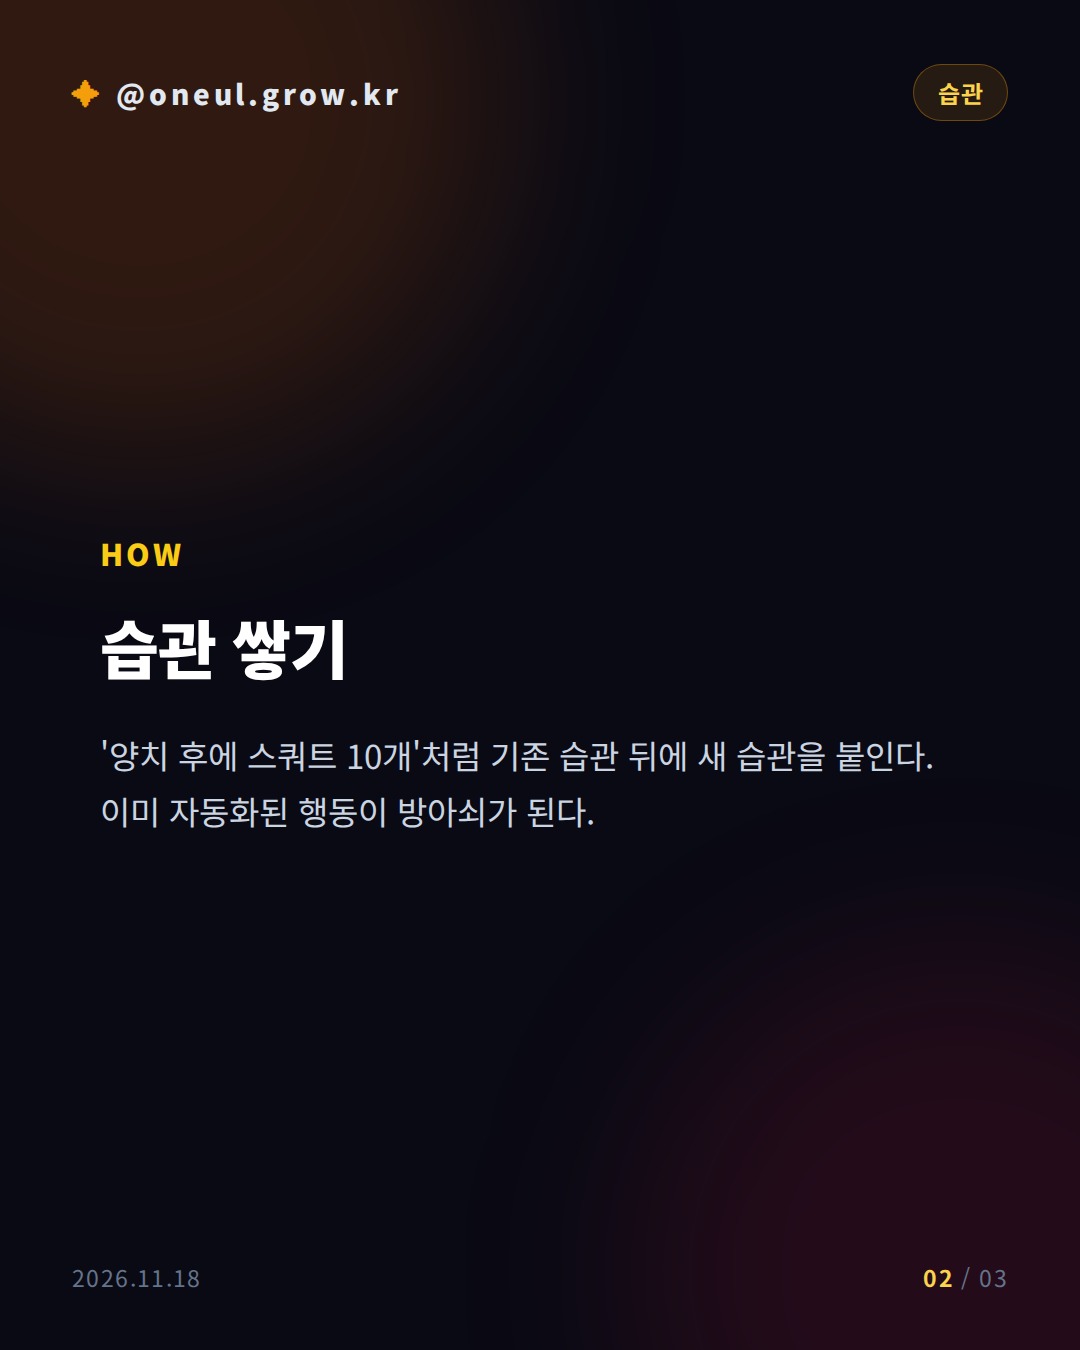 @oneul.grow.kr
습관
HOW
습관 쌓기
'양치 후에 스쿼트 10개'처럼 기존 습관 뒤에 새 습관을 붙인다.
이미 자동화된 행동이 방아쇠가 된다.
2026.11.18
02 / 03